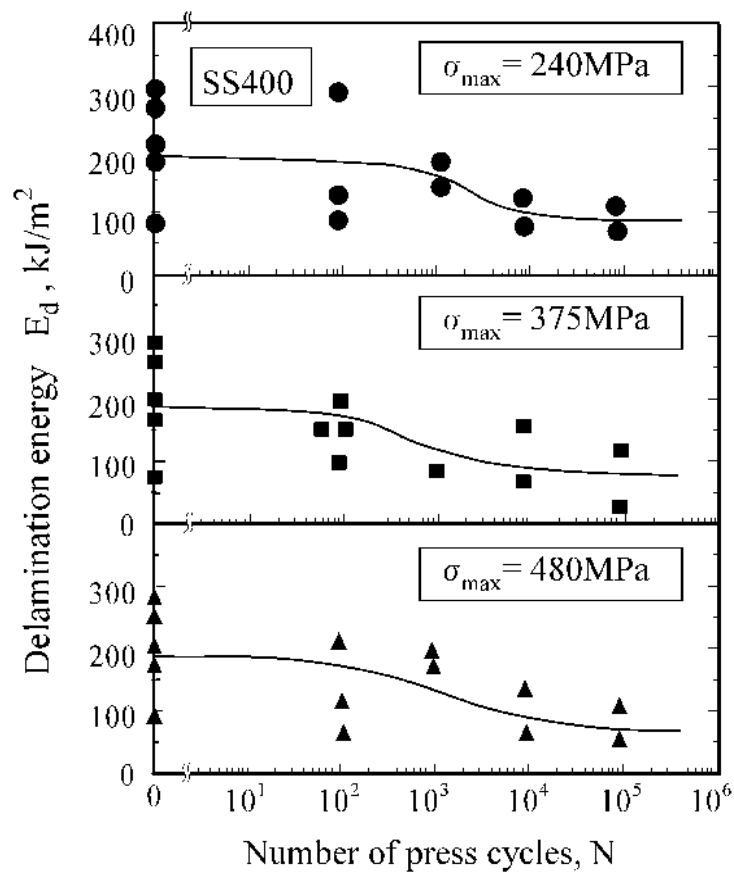 400
SS400
σmax = 240MPa
300
200
100
0
σmax = 375MPa
300
200
100
0
σmax = 480MPa
300
200
100
0
0 10¹ 10² 10³ 10⁴ 10⁵ 10⁶
Number of press cycles, N
Delamination energy E_d , kJ/m²